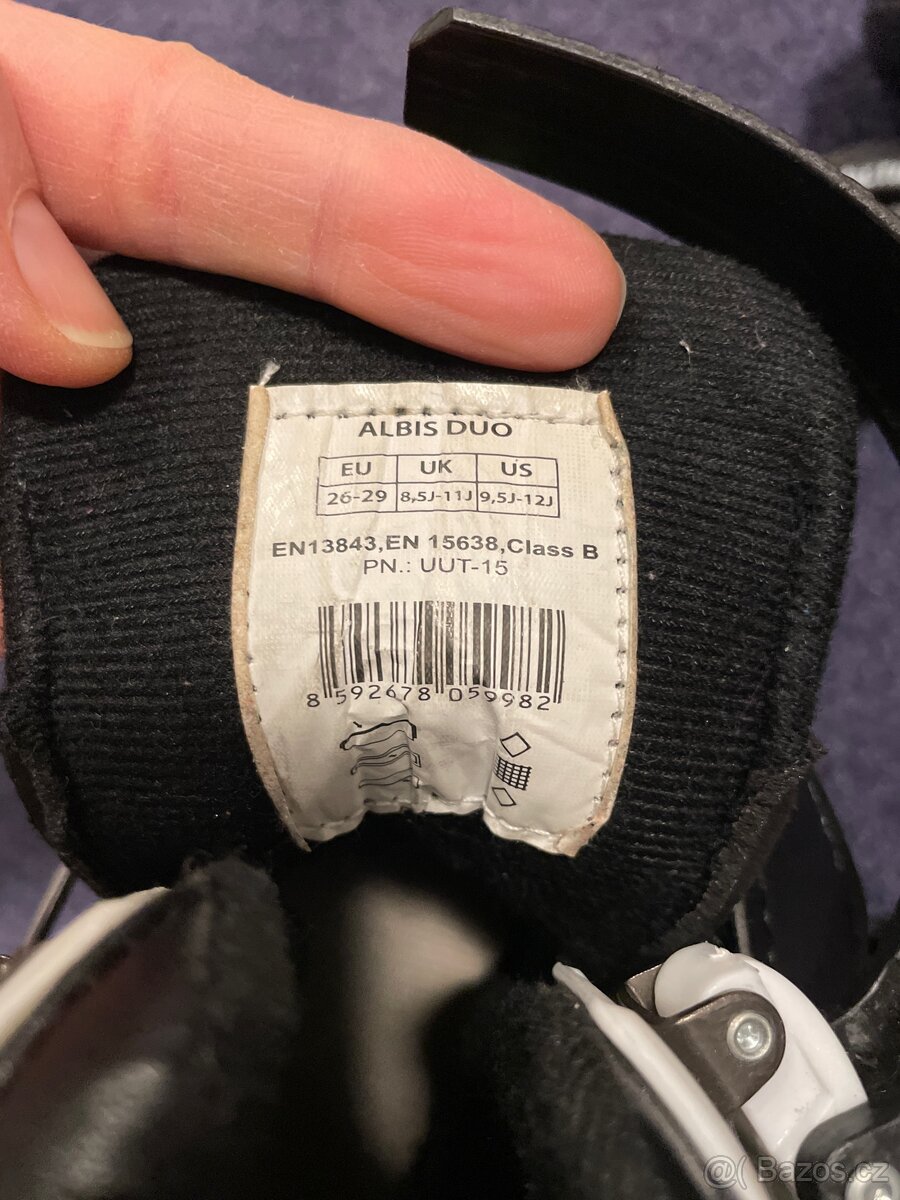 ALBIS DUO
EU UK US
26-29 8,5J-11J 9,5J-12J
EN13843,EN 15638,Class B
PN.: UUT-15
8 592678 059982
@( Bazos.cz